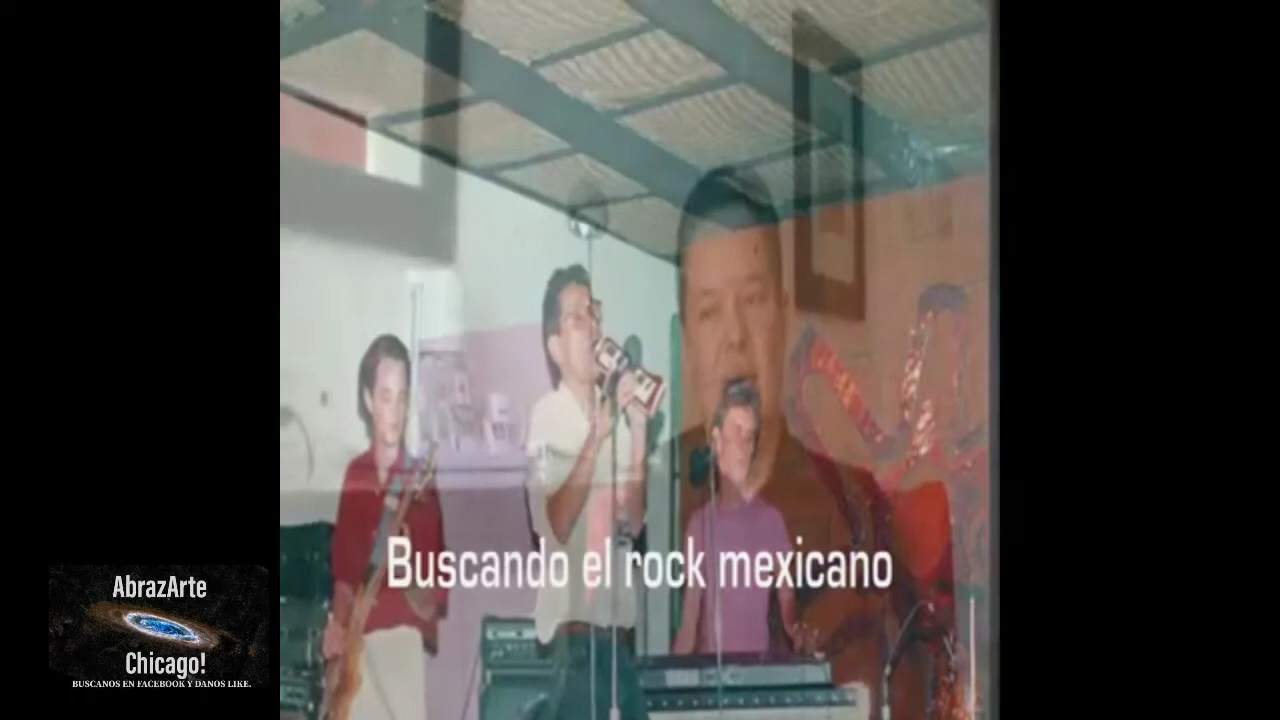 Buscando el rock mexicano
AbrazArte
Chicago!
BUSCANOS EN FACEBOOK Y DANOS LIKE.